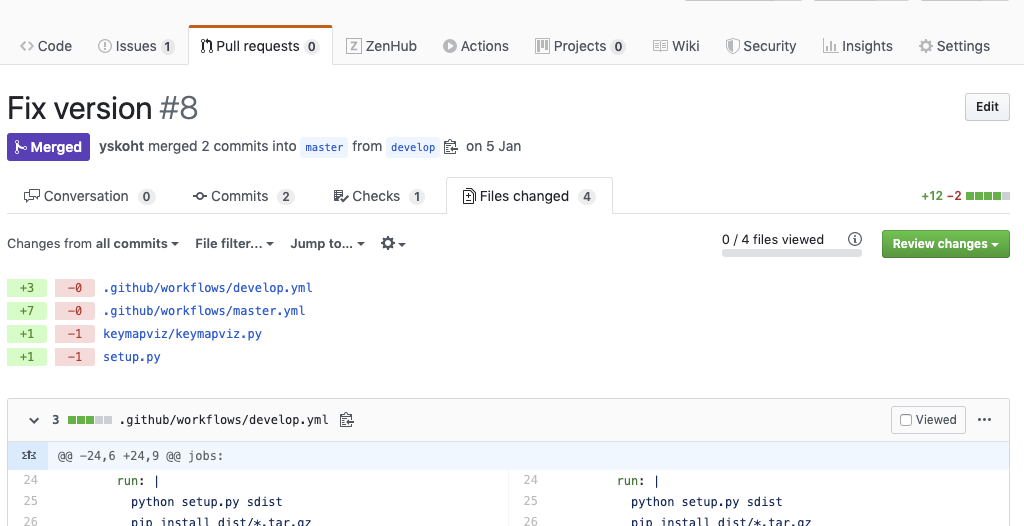 Code Issues 1 Pull requests 0 ZenHub Actions Projects 0 Wiki Security Insights Settings
Fix version #8 Edit
Merged yskoht merged 2 commits into master from develop on 5 Jan
Conversation 0 Commits 2 Checks 1 Files changed 4 +12 −2
Changes from all commits File filter... Jump to... 0 / 4 files viewed Review changes
+3 −0 .github/workflows/develop.yml
+7 −0 .github/workflows/master.yml
+1 −1 keymapviz/keymapviz.py
+1 −1 setup.py
3 .github/workflows/develop.yml Viewed
@@ −24,6 +24,9 @@ jobs:
24 run: | 24 run: |
25 python setup.py sdist 25 python setup.py sdist
26 pip install dist/*.tar.gz 26 pip install dist/*.tar.gz